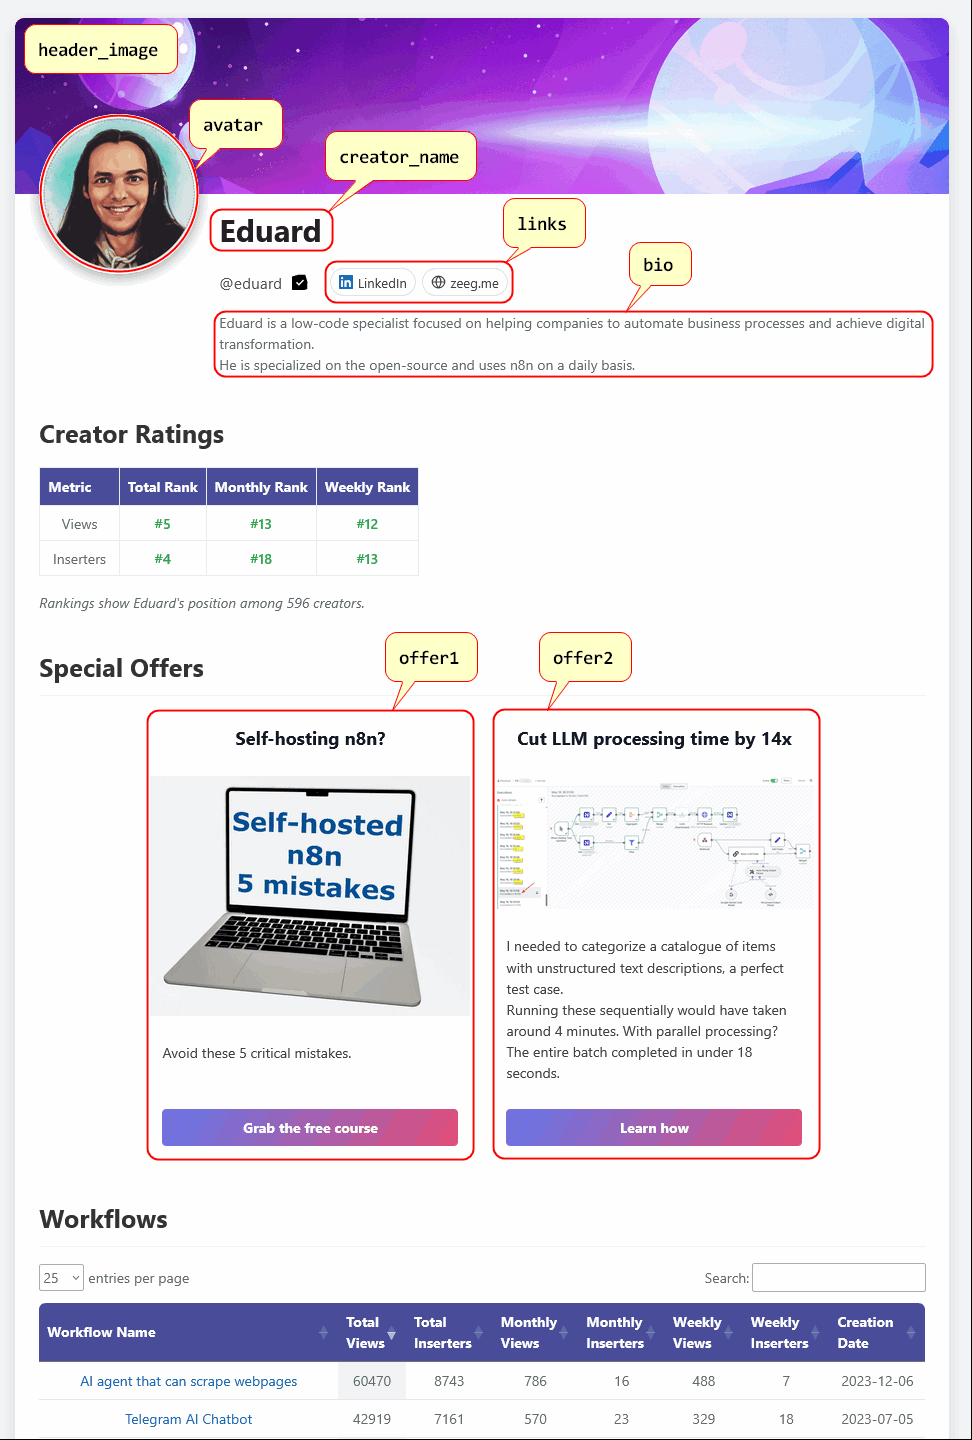 header_image
avatar
creator_name
Eduard
links
@eduard
LinkedIn
zeeg.me
bio
Eduard is a low-code specialist focused on helping companies to automate business processes and achieve digital
transformation.
He is specialized on the open-source and uses n8n on a daily basis.
Creator Ratings
Metric Total Rank Monthly Rank Weekly Rank
Views #5 #13 #12
Inserters #4 #18 #13
Rankings show Eduard's position among 596 creators.
Special Offers
offer1
offer2
Self-hosting n8n?
Self-hosted
n8n
5 mistakes
Avoid these 5 critical mistakes.
Grab the free course
Cut LLM processing time by 14x
I needed to categorize a catalogue of items
with unstructured text descriptions, a perfect
test case.
Running these sequentially would have taken
around 4 minutes. With parallel processing?
The entire batch completed in under 18
seconds.
Learn how
Workflows
25 entries per page
Search:
Workflow Name Total Views Total Inserters Monthly Views Monthly Inserters Weekly Views Weekly Inserters Creation Date
AI agent that can scrape webpages 60470 8743 786 16 488 7 2023-12-06
Telegram AI Chatbot 42919 7161 570 23 329 18 2023-07-05